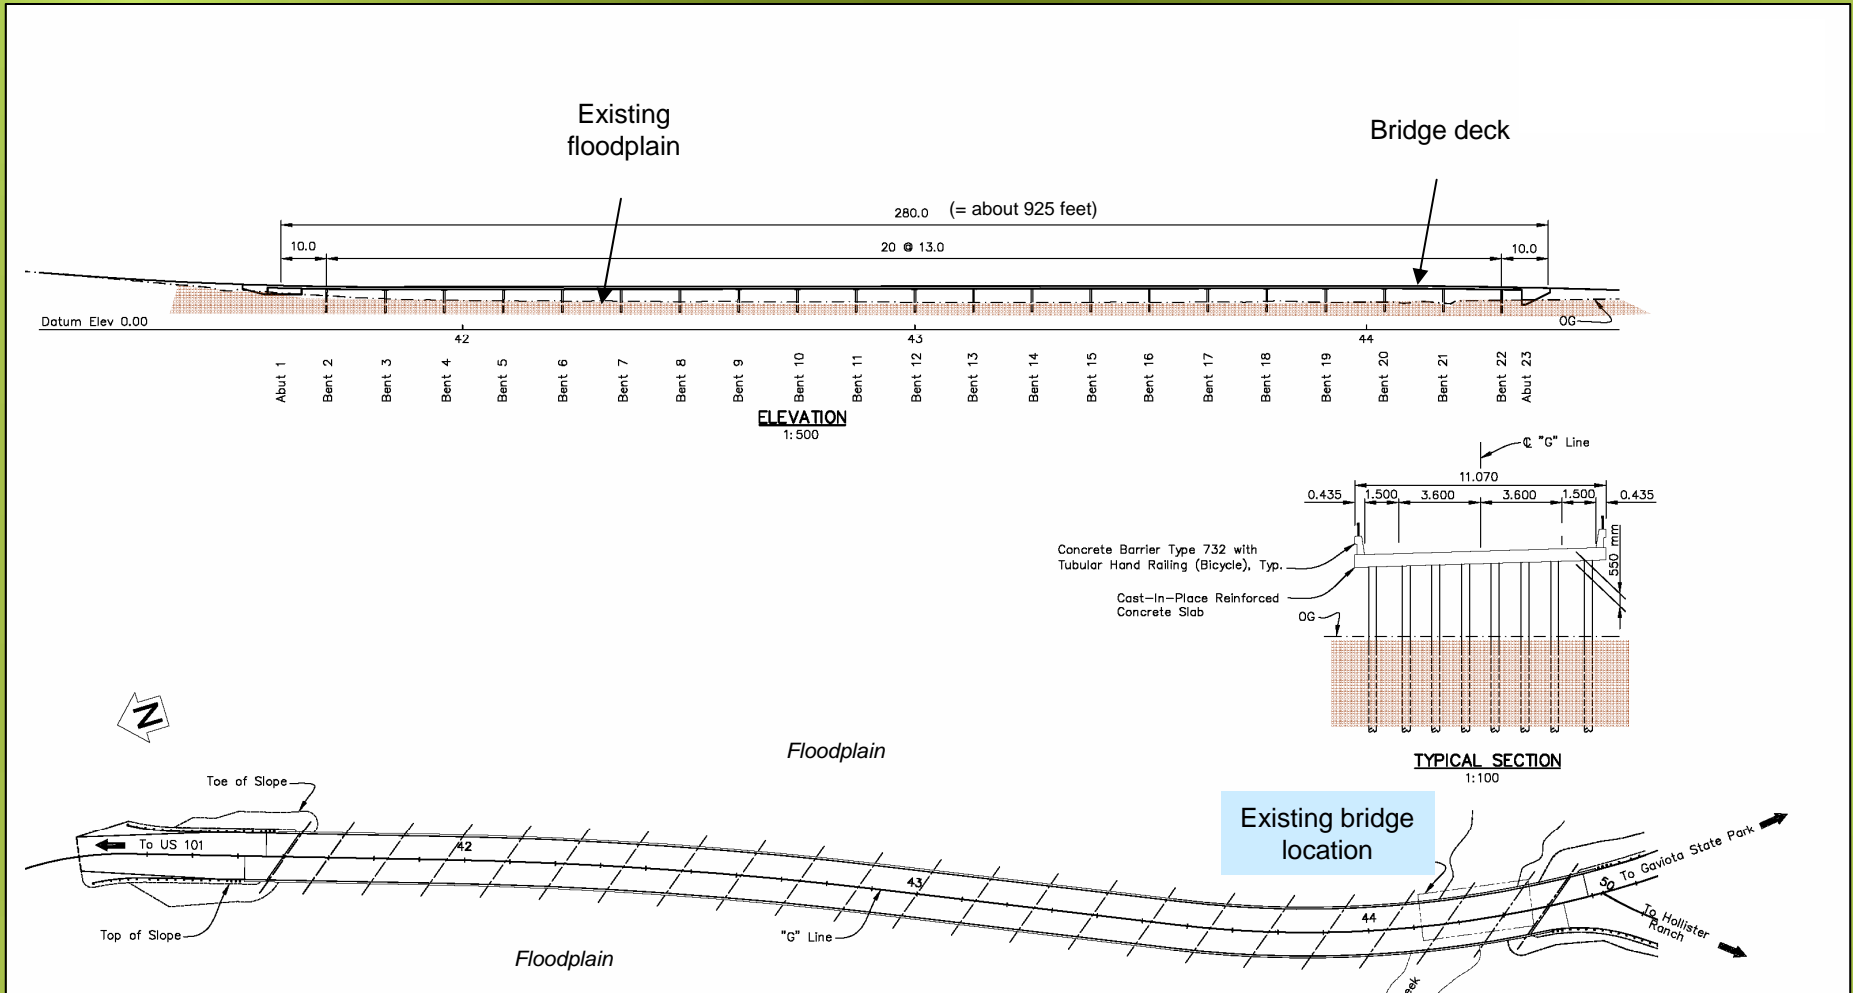 Existing
floodplain
Bridge deck
280.0 (= about 925 feet)
10.0
20 @ 13.0
10.0
Datum Elev 0.00
OG
42
43
44
Abut 1
Bent 2
Bent 3
Bent 4
Bent 5
Bent 6
Bent 7
Bent 8
Bent 9
Bent 10
Bent 11
Bent 12
Bent 13
Bent 14
Bent 15
Bent 16
Bent 17
Bent 18
Bent 19
Bent 20
Bent 21
Bent 22
Abut 23
ELEVATION
1:500
℄ "G" Line
11.070
0.435
1.500
3.600
3.600
1.500
0.435
550 mm
Concrete Barrier Type 732 with
Tubular Hand Railing (Bicycle), Typ.
Cast-In-Place Reinforced
Concrete Slab
OG
TYPICAL SECTION
1:100
N
Floodplain
Toe of Slope
Existing bridge
location
To US 101
42
43
44
50
To Gaviota State Park
To Hollister
Ranch
Top of Slope
"G" Line
Floodplain
eek